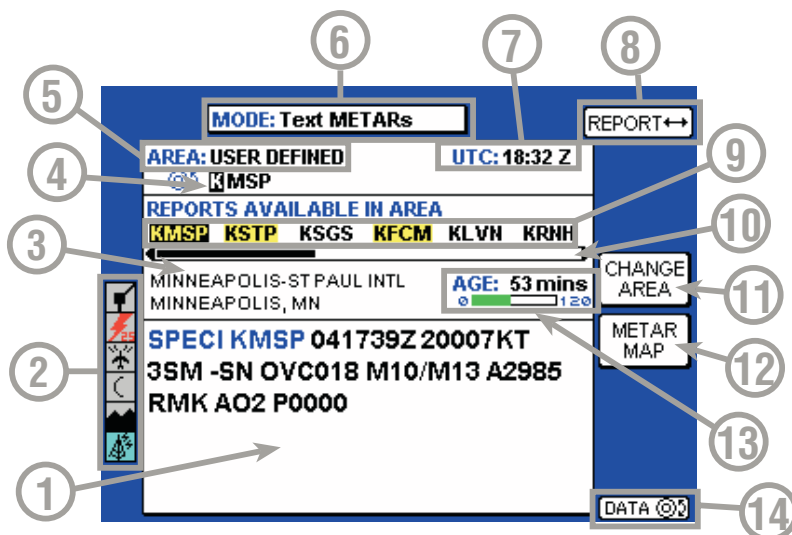 6
7
8
5
MODE: Text METARs
REPORT↔
AREA: USER DEFINED
UTC: 18:32 Z
4
KMSP
9
REPORTS AVAILABLE IN AREA
KMSP KSTP KSGS KFCM KLVN KRNH
10
3
MINNEAPOLIS-ST PAUL INTL
MINNEAPOLIS, MN
AGE: 53 mins
0 120
CHANGE
AREA
11
25
SPECI KMSP 041739Z 20007KT
3SM -SN OVC018 M10/M13 A2985
RMK AO2 P0000
METAR
MAP
12
2
13
1
DATA
14